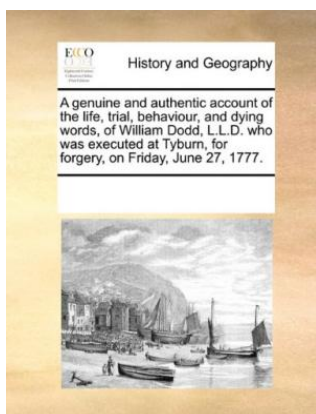 ECCO
History and Geography
A genuine and authentic account of
the life, trial, behaviour, and dying
words, of William Dodd, L.L.D. who
was executed at Tyburn, for
forgery, on Friday, June 27, 1777.